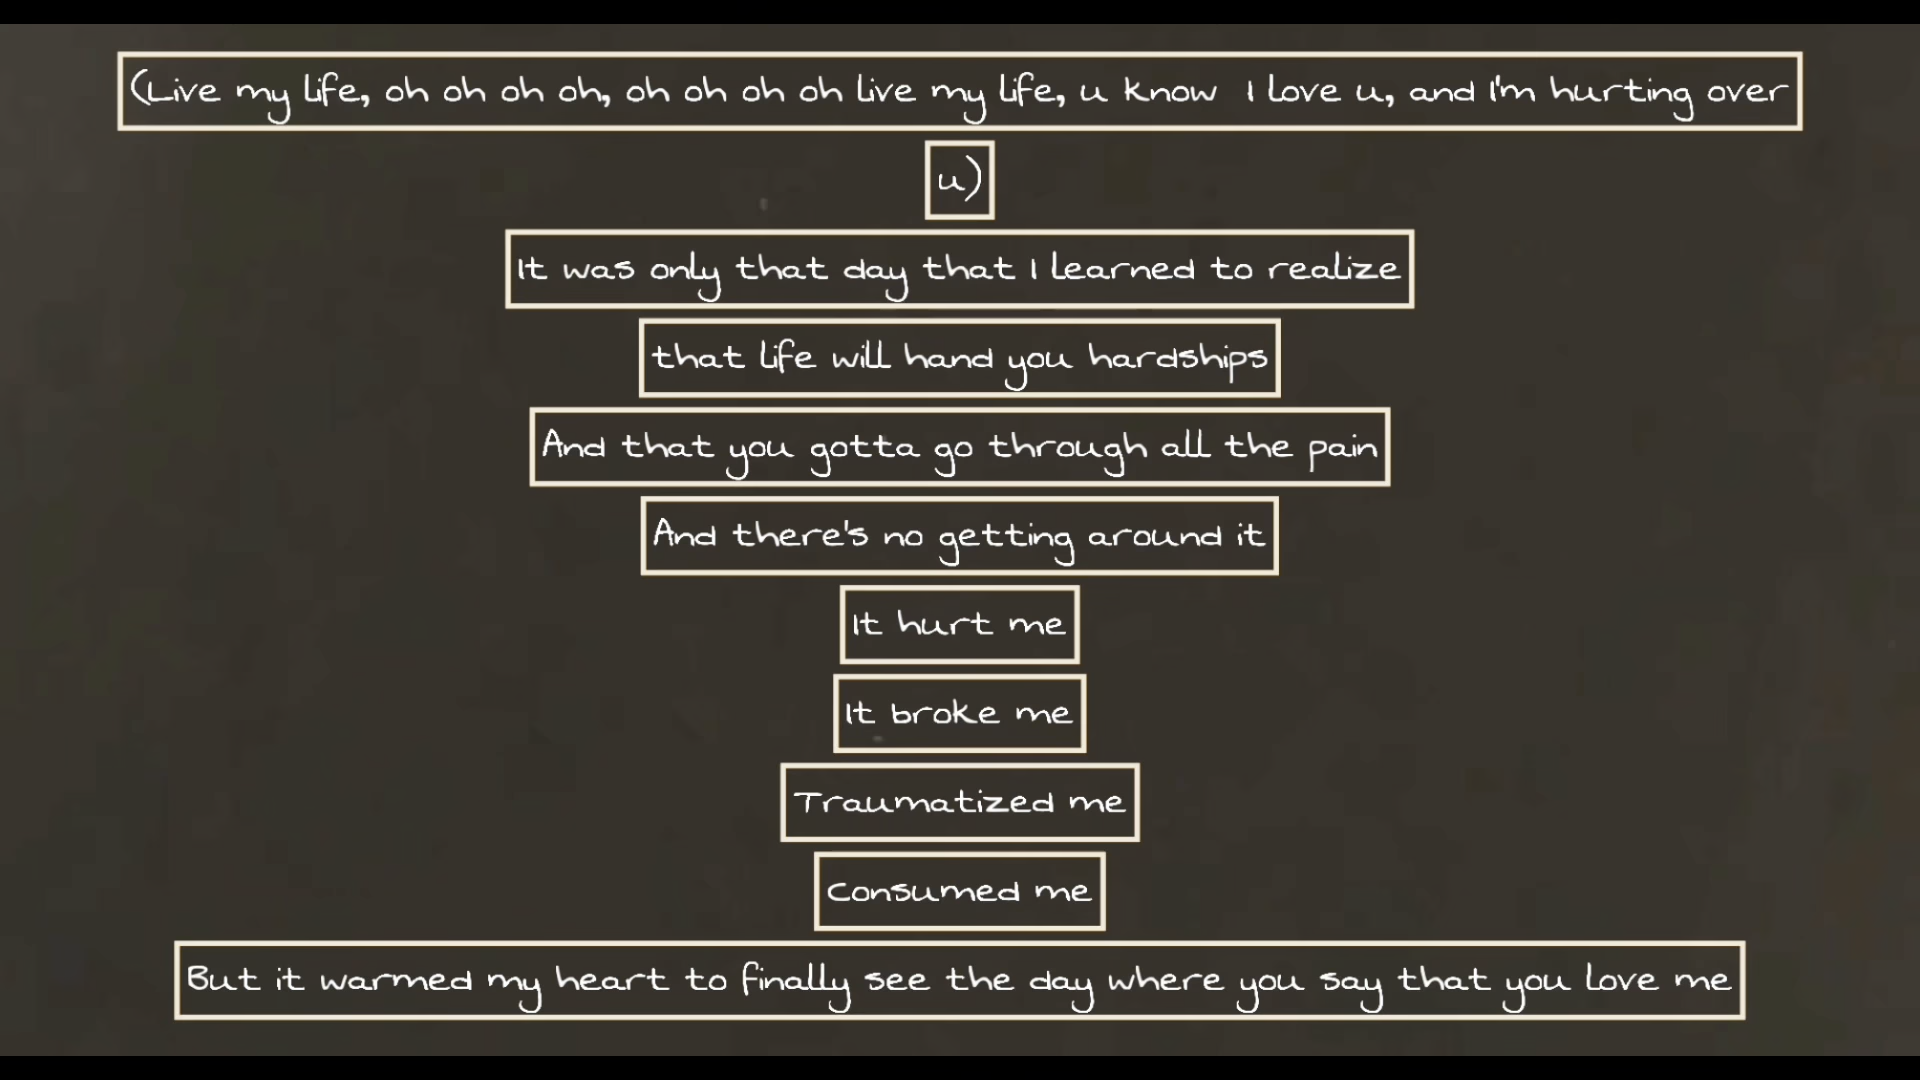 (Live my life, oh oh oh oh, oh oh oh oh live my life, u know  I love u, and I'm hurting over
u)
It was only that day that I learned to realize
that life will hand you hardships
And that you gotta go through all the pain
And there's no getting around it
It hurt me
It broke me
Traumatized me
Consumed me
But it warmed my heart to finally see the day where you say that you love me